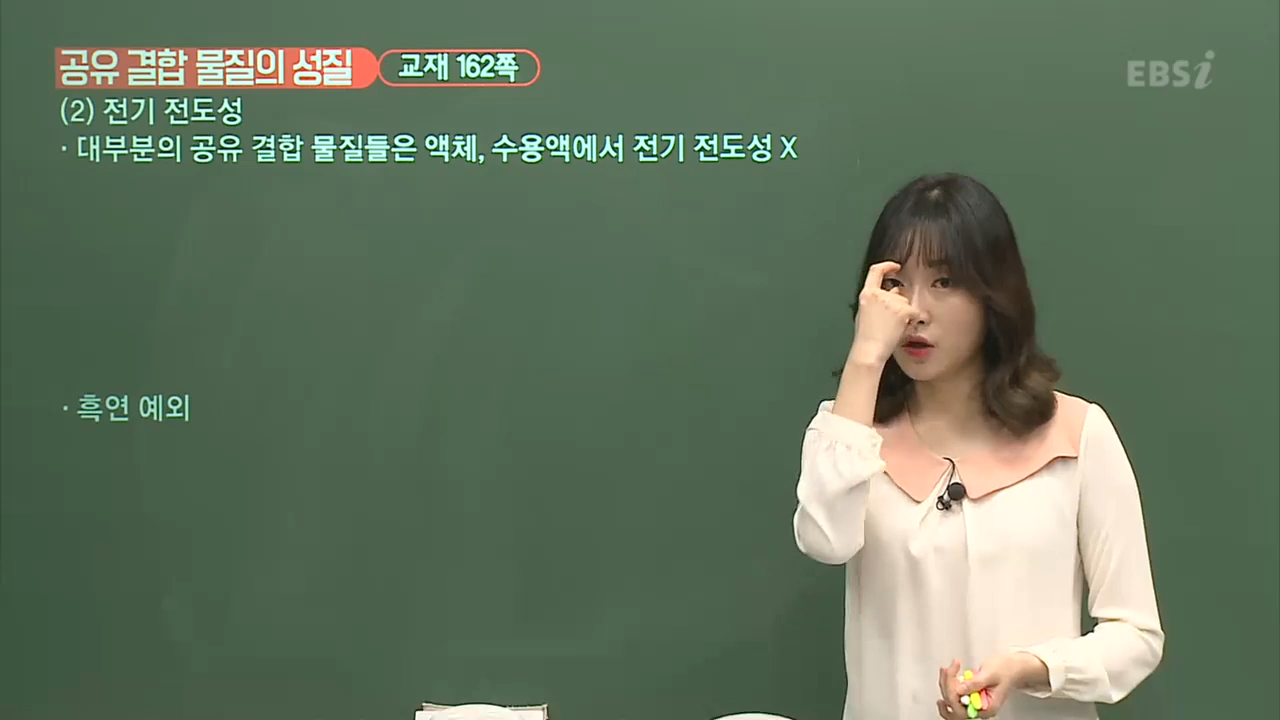 공유 결합 물질의 성질 교재 162쪽
EBSi
(2) 전기 전도성
· 대부분의 공유 결합 물질들은 액체, 수용액에서 전기 전도성 X
· 흑연 예외